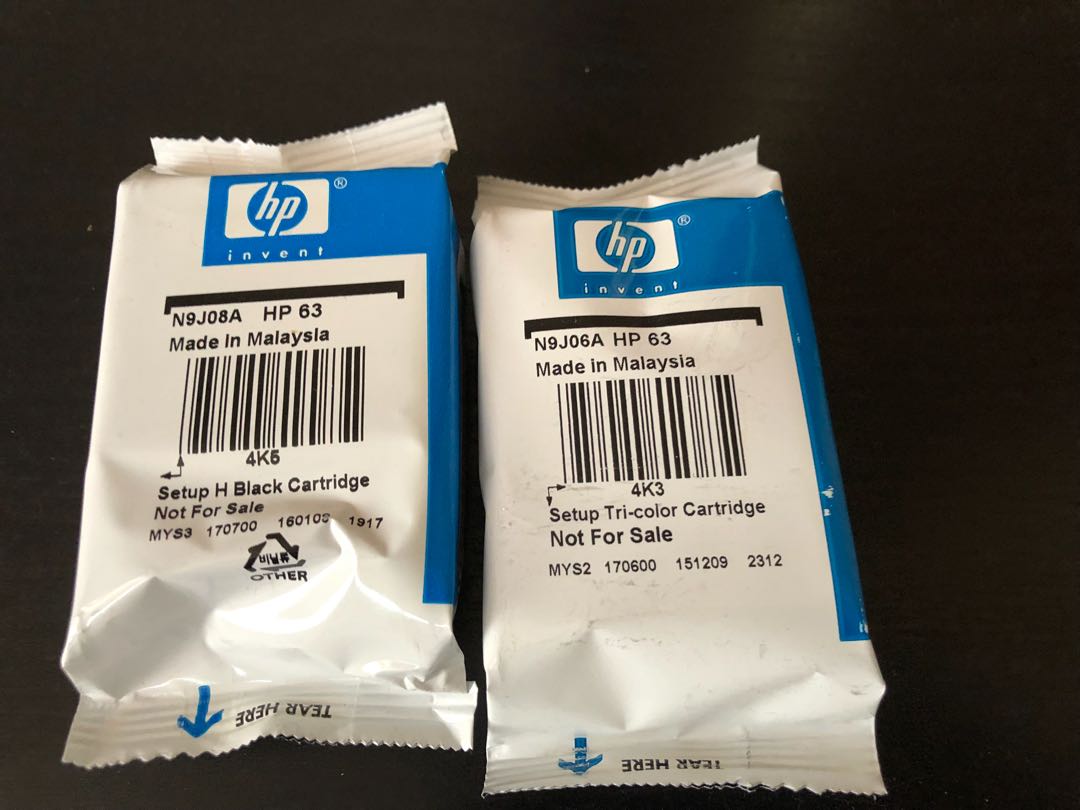 hp ®
invent
N9J08A HP 63
Made in Malaysia
4K5
Setup H Black Cartridge
Not For Sale
MYS3 170700 160109 1917
OTHER
TEAR HERE
hp ®
invent
N9J06A HP 63
Made in Malaysia
4K3
Setup Tri-color Cartridge
Not For Sale
MYS2 170600 151209 2312
TEAR HERE